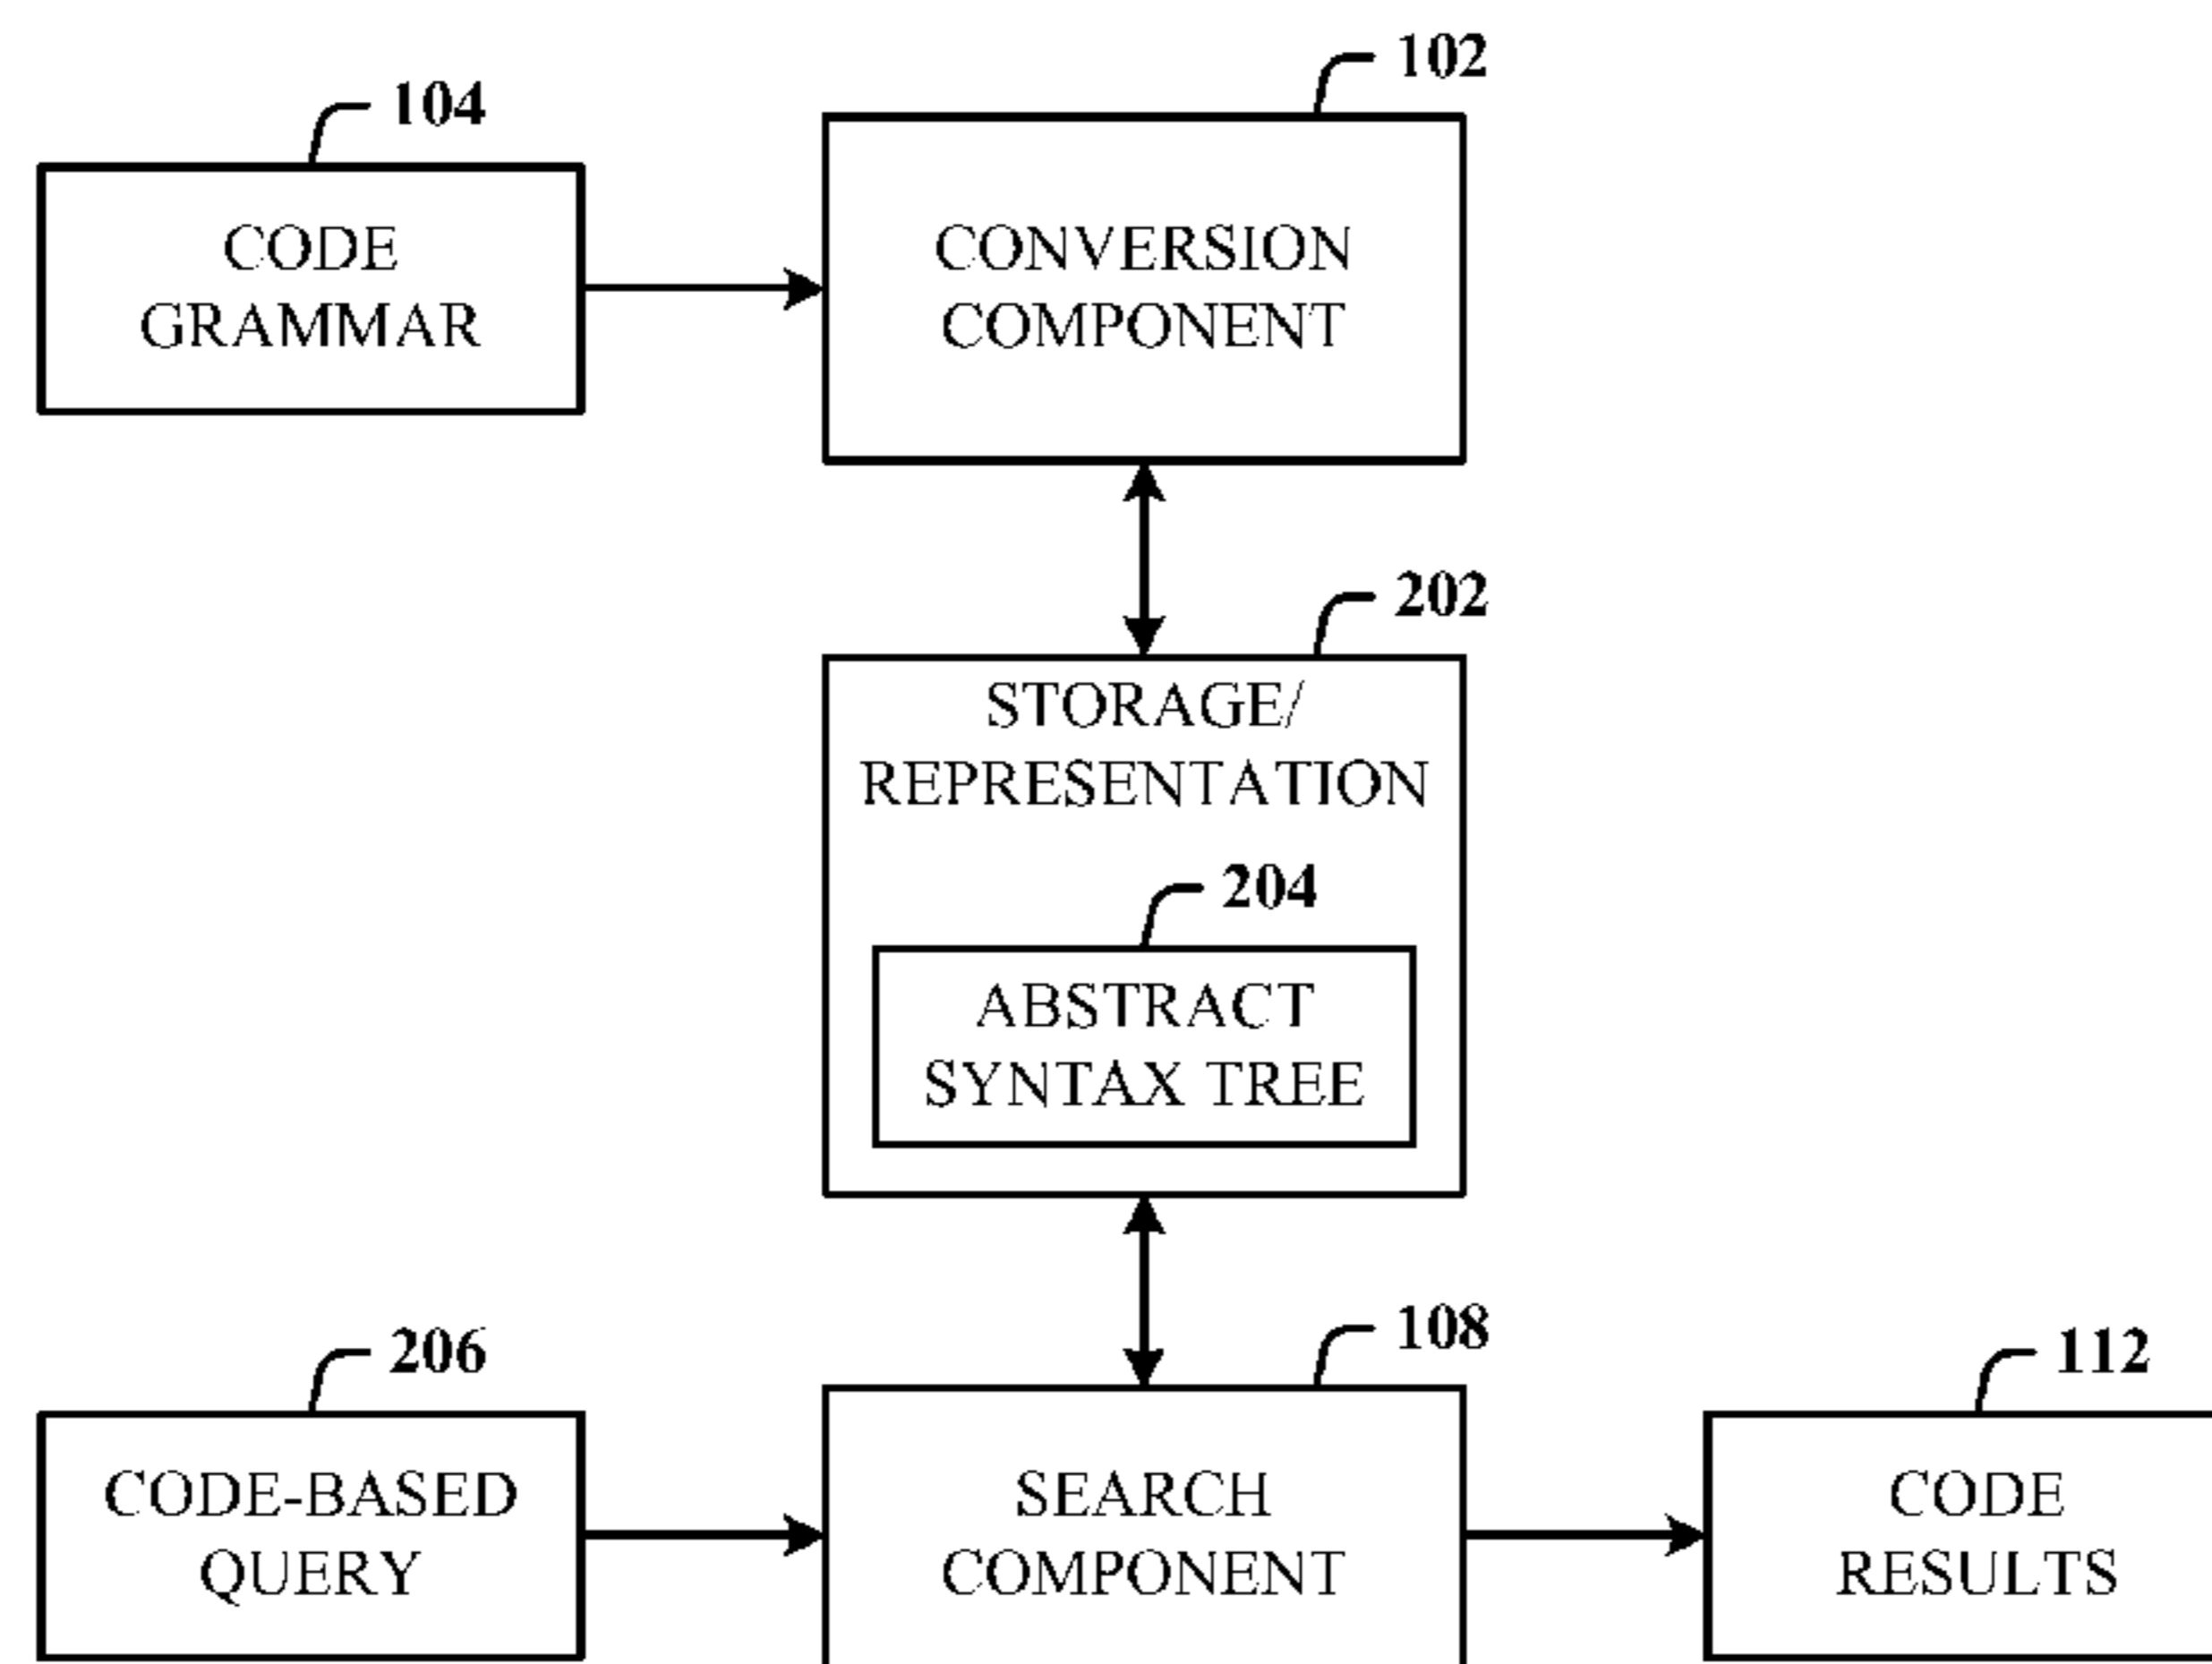 102
104
CODE
GRAMMAR
CONVERSION
COMPONENT
202
STORAGE/
REPRESENTATION
204
ABSTRACT
SYNTAX TREE
206
108
112
CODE-BASED
QUERY
SEARCH
COMPONENT
CODE
RESULTS